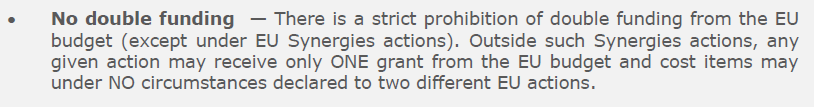 • No double funding — There is a strict prohibition of double funding from the EU
budget (except under EU Synergies actions). Outside such Synergies actions, any
given action may receive only ONE grant from the EU budget and cost items may
under NO circumstances declared to two different EU actions.